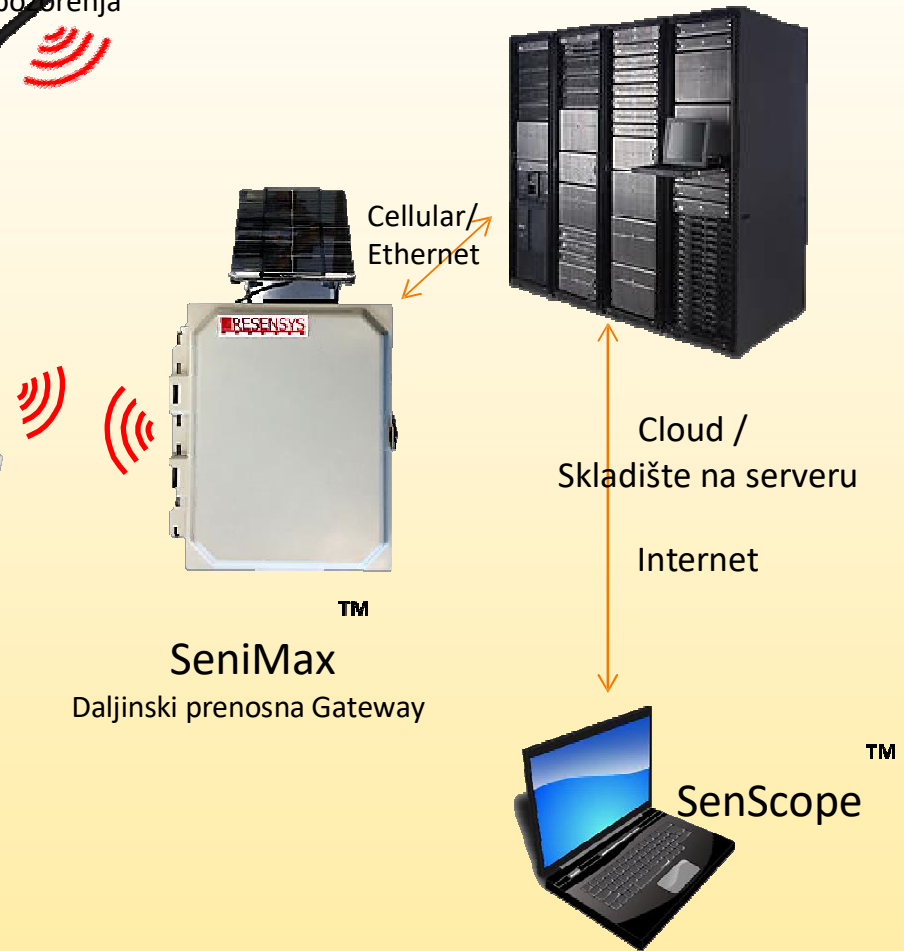 Cellular/
Ethernet
RESENSYS
Cloud /
Skladište na serveru
Internet
TM
SeniMax
Daljinski prenosna Gateway
TM
SenScope